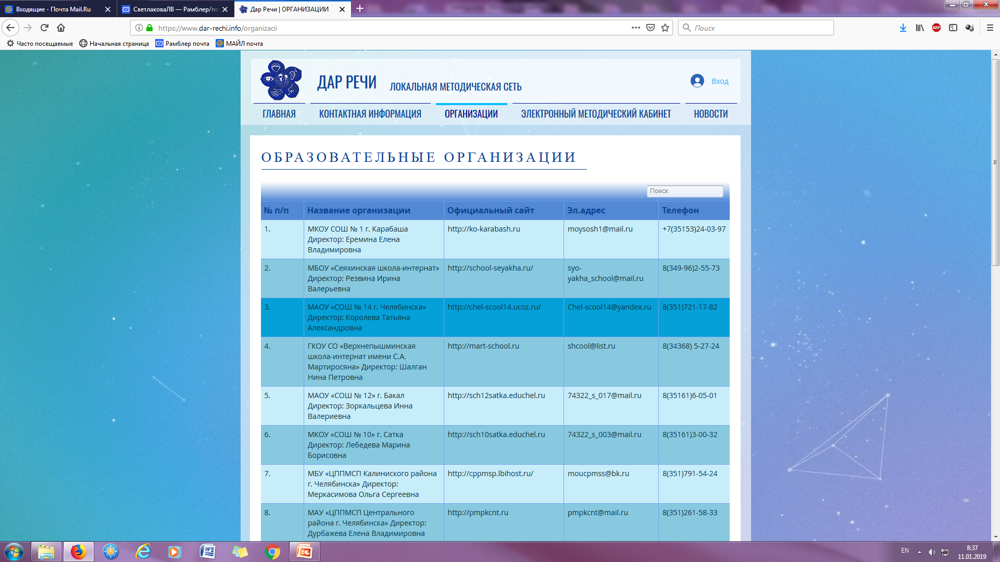 Входящие - Почта Mail.Ru
СветлаковаЛВ — Рамблер/по
Дар Речи | ОРГАНИЗАЦИИ
https://www.dar-rechi.info/organizacii
Поиск
Часто посещаемые
Начальная страница
Рамблер почта
МАЙЛ почта
ДАР РЕЧИ
ЛОКАЛЬНАЯ МЕТОДИЧЕСКАЯ СЕТЬ
Вход
ГЛАВНАЯ
КОНТАКТНАЯ ИНФОРМАЦИЯ
ОРГАНИЗАЦИИ
ЭЛЕКТРОННЫЙ МЕТОДИЧЕСКИЙ КАБИНЕТ
НОВОСТИ
ОБРАЗОВАТЕЛЬНЫЕ ОРГАНИЗАЦИИ
Поиск
№ п/п Название организации Официальный сайт Эл.адрес Телефон
1. МКОУ СОШ № 1 г. Карабаша http://ko-karabash.ru moysosh1@mail.ru +7(35153)24-03-97
Директор: Еремина Елена
Владимировна
2. МБОУ «Сеяхинская школа-интернат» http://school-seyakha.ru/ syo- 8(349-96)2-55-73
Директор: Резвина Ирина yakha_school@mail.ru
Валерьевна
3. МАОУ «СОШ № 14 г. Челябинска» http://chel-scool14.ucoz.ru/ Chel-scool14@yandex.ru 8(351)721-17-82
Директор: Королева Татьяна
Александровна
4. ГКОУ СО «Верхнепышминская http://mart-school.ru shcool@list.ru 8(34368) 5-27-24
школа-интернат имени С.А.
Мартиросяна» Директор: Шалган
Нина Петровна
5. МАОУ «СОШ № 12» г. Бакал http://sch12satka.educhel.ru 74322_s_017@mail.ru 8(35161)6-05-01
Директор: Зоркальцева Инна
Валериевна
6. МКОУ «СОШ № 10» г. Сатка http://sch10satka.educhel.ru 74322_s_003@mail.ru 8(35161)3-00-32
Директор: Лебедева Марина
Борисовна
7. МБУ «ЦППМСП Калиниского района http://cppmsp.lbihost.ru/ moucpmss@bk.ru 8(351)791-54-24
г. Челябинска» Директор:
Меркасимова Ольга Сергеевна
8. МАУ «ЦППМСП Центрального http://pmpkcnt.ru pmpkcnt@mail.ru 8(351)261-58-33
района г. Челябинска» Директор:
Дурбажева Елена Владимировна
EN
8:37
11.01.2019